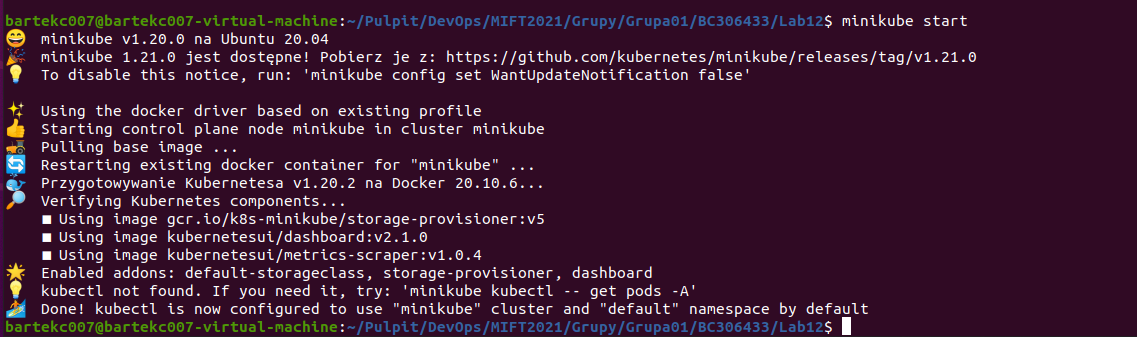 bartekc007@bartekc007-virtual-machine:~/Pulpit/DevOps/MIFT2021/Grupy/Grupa01/BC306433/Lab12$ minikube start
😄 minikube v1.20.0 na Ubuntu 20.04
🎉 minikube 1.21.0 jest dostępne! Pobierz je z: https://github.com/kubernetes/minikube/releases/tag/v1.21.0
💡 To disable this notice, run: 'minikube config set WantUpdateNotification false'
✨ Using the docker driver based on existing profile
👍 Starting control plane node minikube in cluster minikube
🚜 Pulling base image ...
🔄 Restarting existing docker container for "minikube" ...
🐳 Przygotowywanie Kubernetesa v1.20.2 na Docker 20.10.6...
🔎 Verifying Kubernetes components...
▪ Using image gcr.io/k8s-minikube/storage-provisioner:v5
▪ Using image kubernetesui/dashboard:v2.1.0
▪ Using image kubernetesui/metrics-scraper:v1.0.4
🌟 Enabled addons: default-storageclass, storage-provisioner, dashboard
💡 kubectl not found. If you need it, try: 'minikube kubectl -- get pods -A'
🏄 Done! kubectl is now configured to use "minikube" cluster and "default" namespace by default
bartekc007@bartekc007-virtual-machine:~/Pulpit/DevOps/MIFT2021/Grupy/Grupa01/BC306433/Lab12$